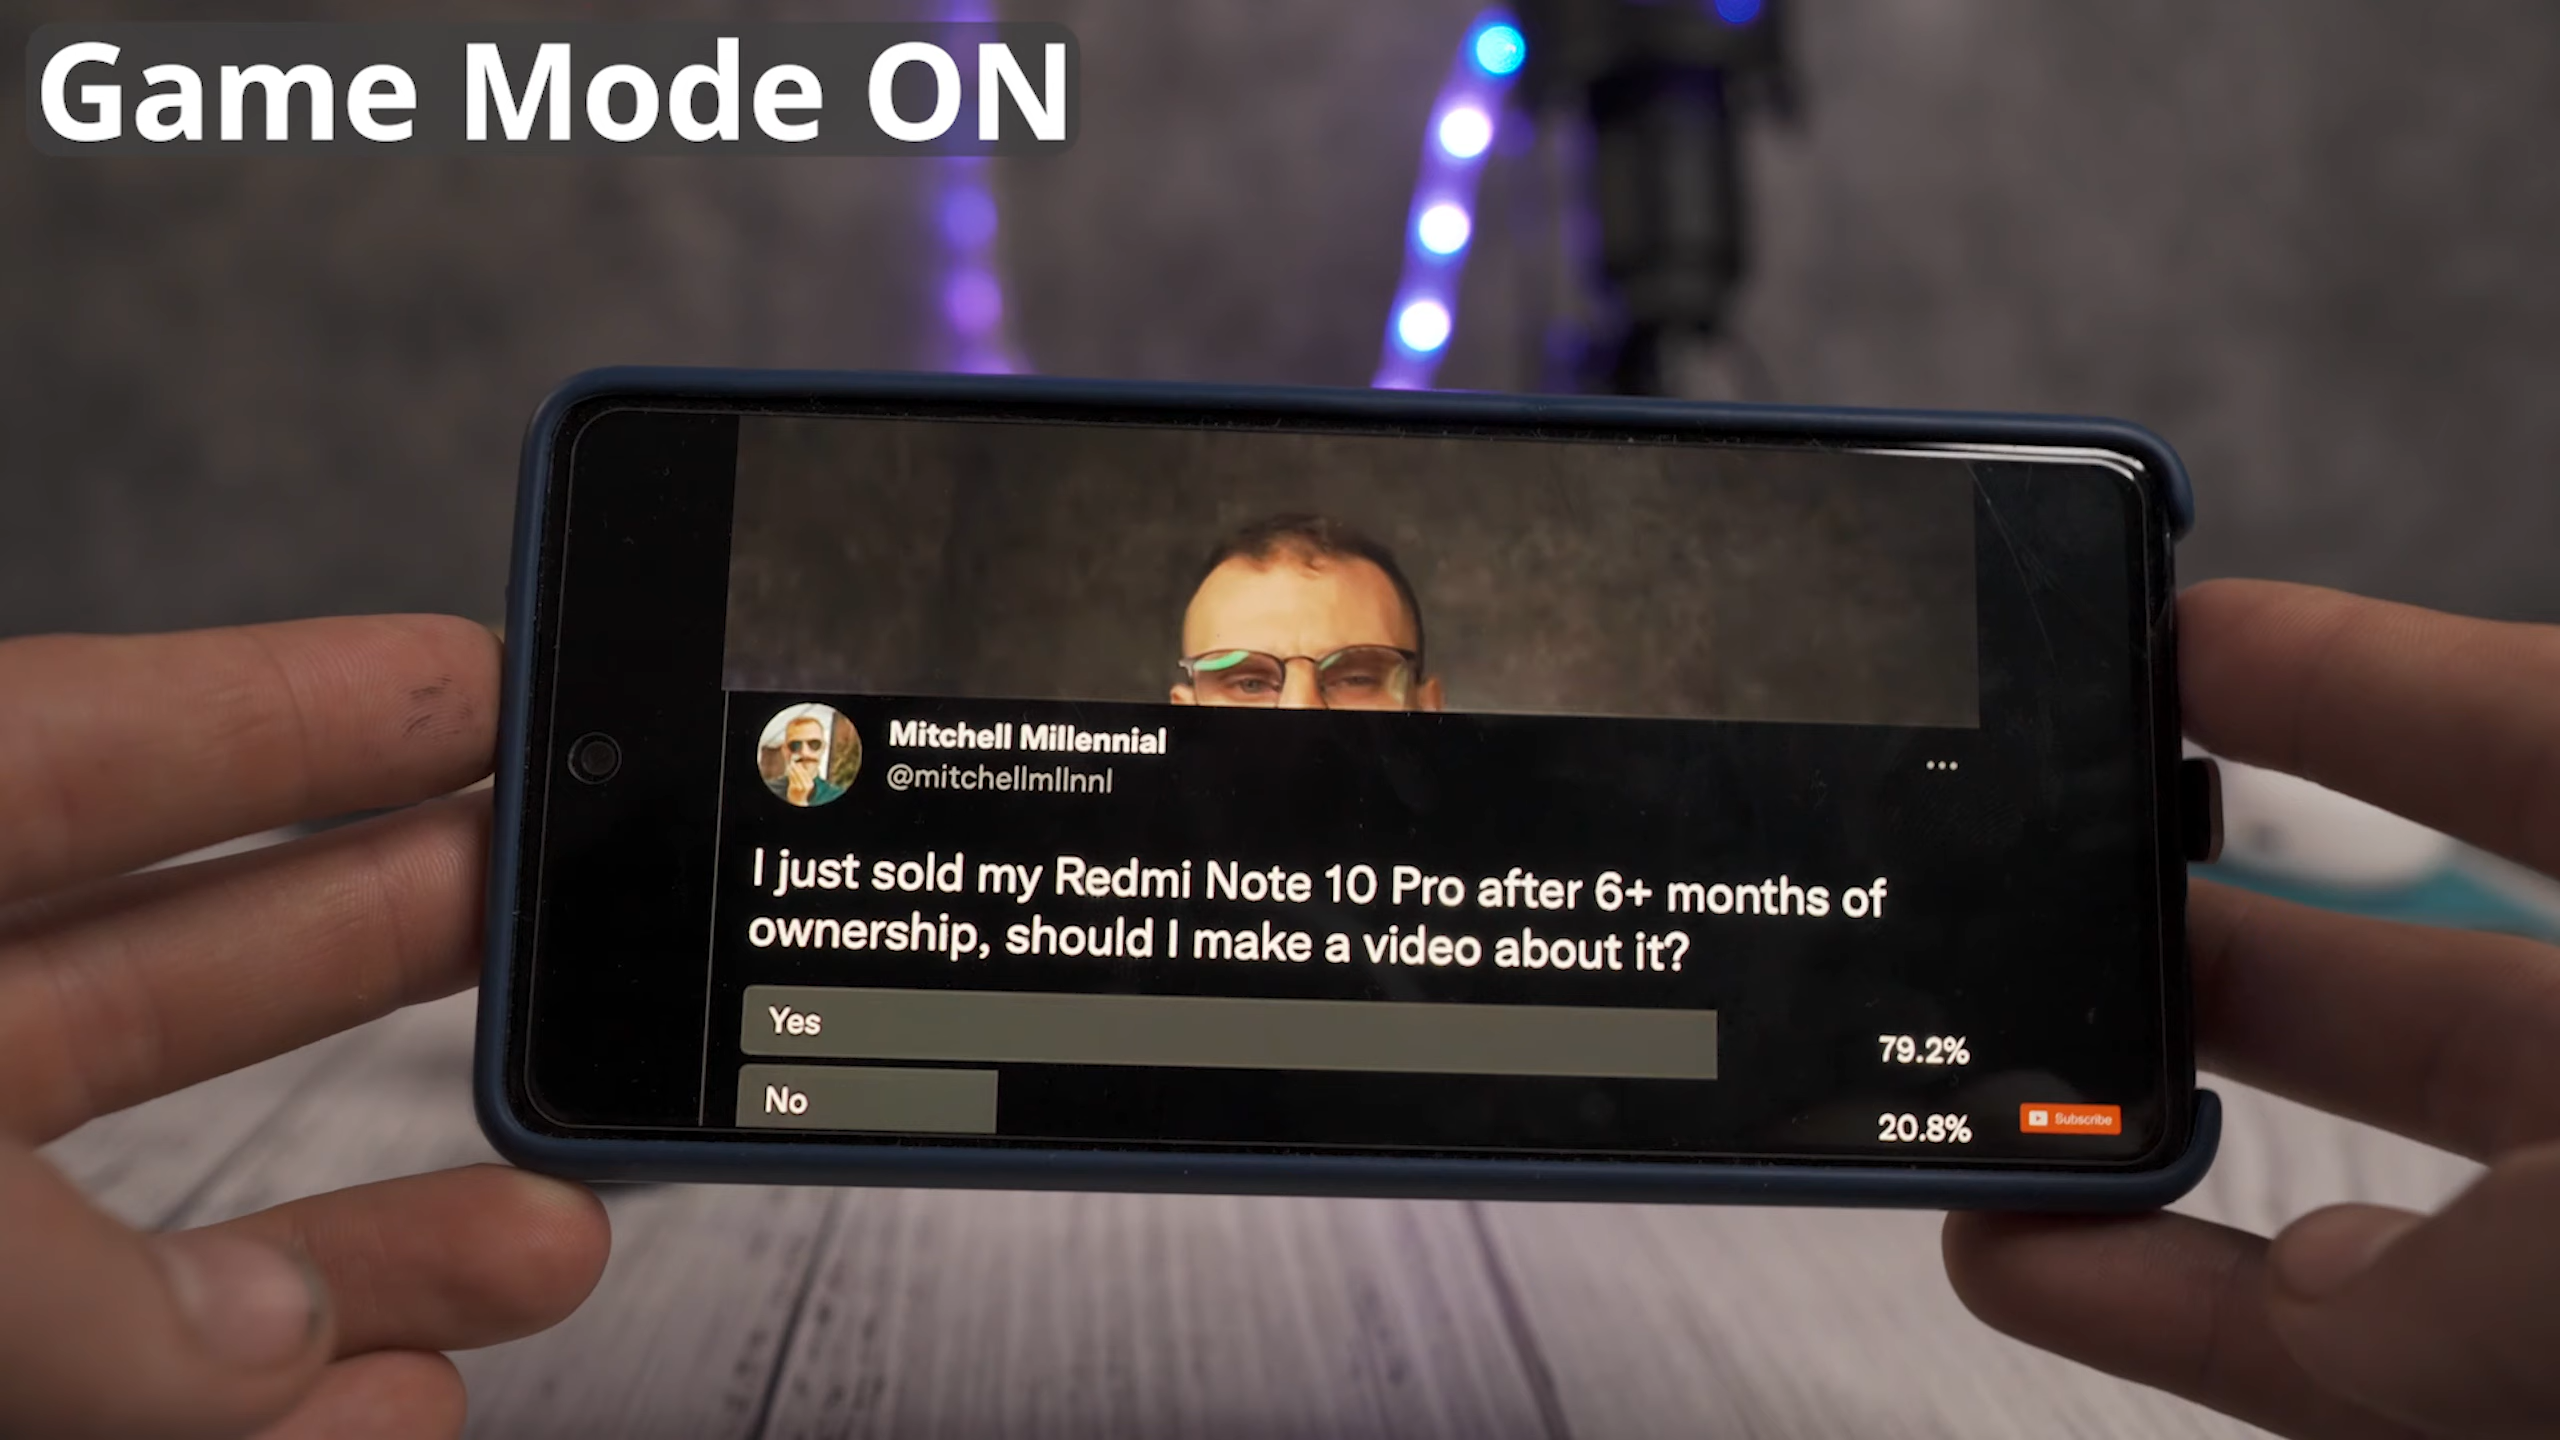 Game Mode ON
Mitchell Millennial
@mitchellmllnnl
I just sold my Redmi Note 10 Pro after 6+ months of
ownership, should I make a video about it?
Yes
79.2%
No
20.8%
Subscribe